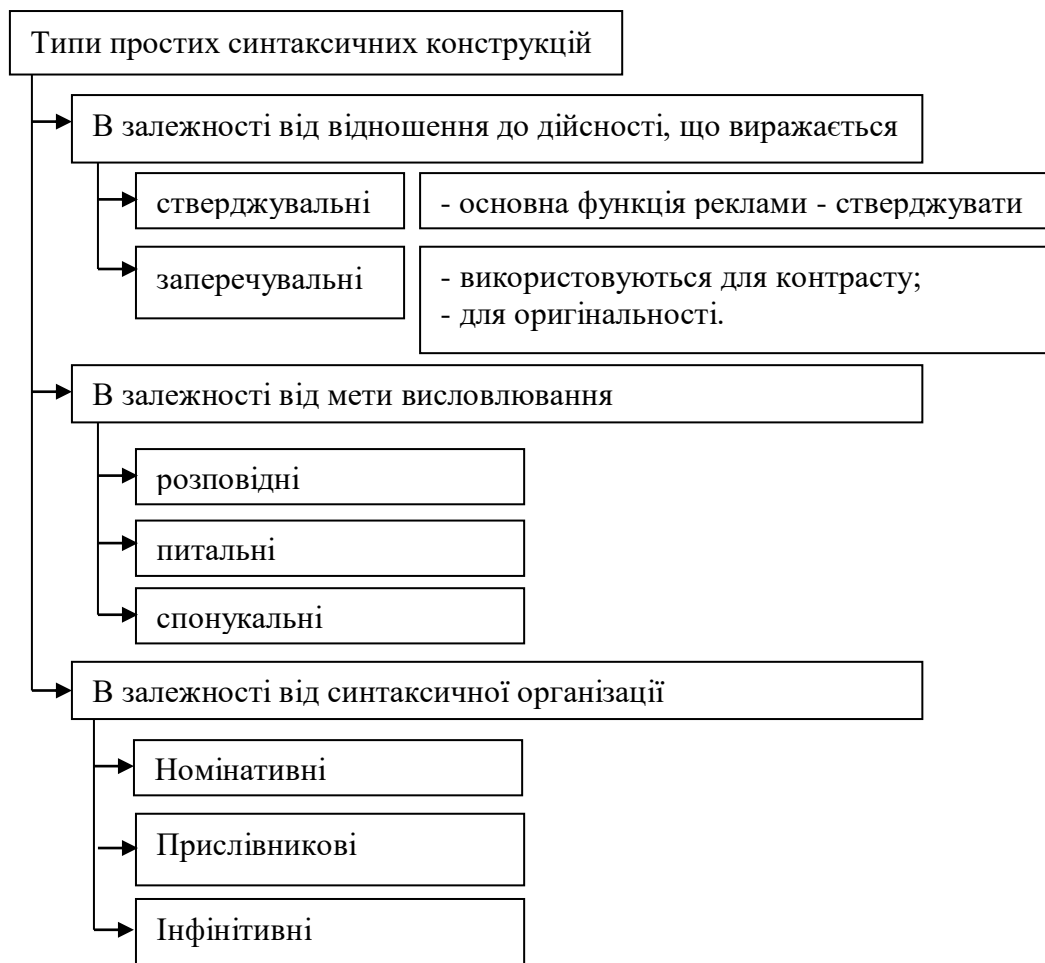 Типи простих синтаксичних конструкцій
В залежності від відношення до дійсності, що виражається
стверджувальні
- основна функція реклами - стверджувати
заперечувальні
- використовуються для контрасту;
- для оригінальності.
В залежності від мети висловлювання
розповідні
питальні
спонукальні
В залежності від синтаксичної організації
Номінативні
Прислівникові
Інфінітивні